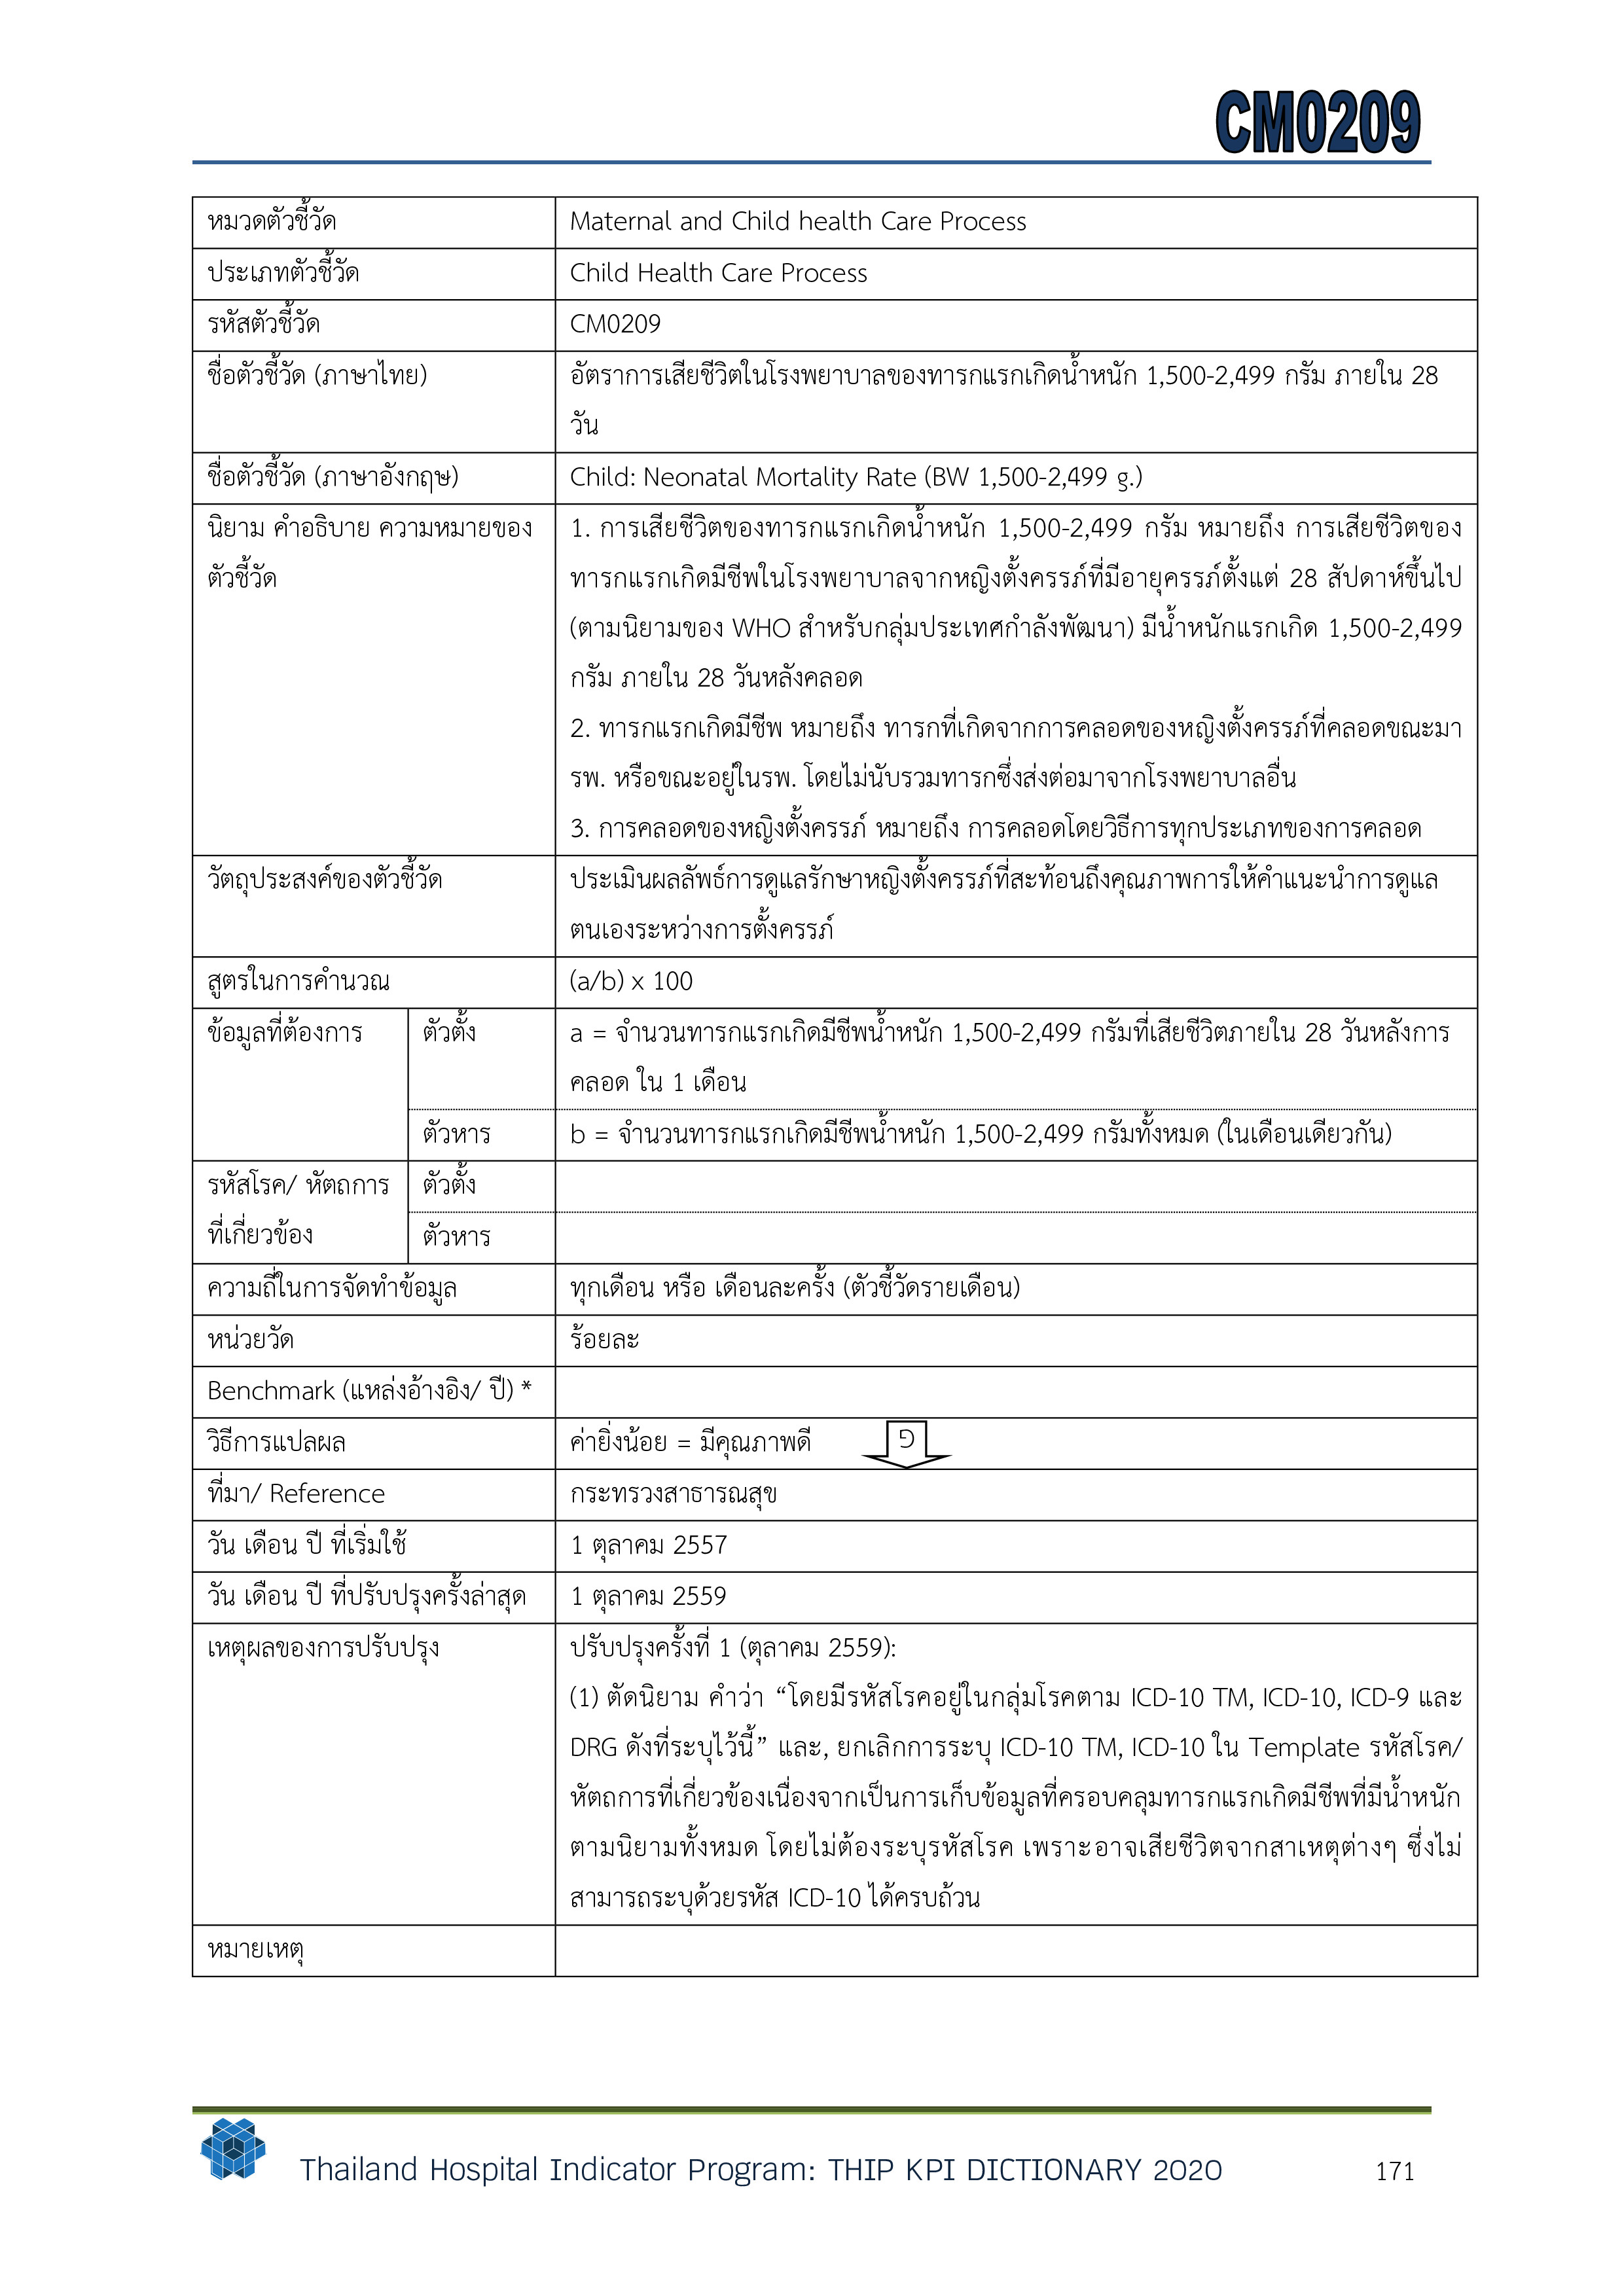 CM0209
หมวดตัวชี้วัด Maternal and Child health Care Process
ประเภทตัวชี้วัด Child Health Care Process
รหัสตัวชี้วัด CM0209
ชื่อตัวชี้วัด (ภาษาไทย) อัตราการเสียชีวิตในโรงพยาบาลของทารกแรกเกิดน้ำหนัก 1,500-2,499 กรัม ภายใน 28
วัน
ชื่อตัวชี้วัด (ภาษาอังกฤษ) Child: Neonatal Mortality Rate (BW 1,500-2,499 g.)
นิยาม คำอธิบาย ความหมายของ
ตัวชี้วัด
1. การเสียชีวิตของทารกแรกเกิดน้ำหนัก 1,500-2,499 กรัม หมายถึง การเสียชีวิตของ
ทารกแรกเกิดมีชีพในโรงพยาบาลจากหญิงตั้งครรภ์ที่มีอายุครรภ์ตั้งแต่ 28 สัปดาห์ขึ้นไป
(ตามนิยามของ WHO สำหรับกลุ่มประเทศกำลังพัฒนา) มีน้ำหนักแรกเกิด 1,500-2,499
กรัม ภายใน 28 วันหลังคลอด
2. ทารกแรกเกิดมีชีพ หมายถึง ทารกที่เกิดจากการคลอดของหญิงตั้งครรภ์ที่คลอดขณะมา
รพ. หรือขณะอยู่ในรพ. โดยไม่นับรวมทารกซึ่งส่งต่อมาจากโรงพยาบาลอื่น
3. การคลอดของหญิงตั้งครรภ์ หมายถึง การคลอดโดยวิธีการทุกประเภทของการคลอด
วัตถุประสงค์ของตัวชี้วัด ประเมินผลลัพธ์การดูแลรักษาหญิงตั้งครรภ์ที่สะท้อนถึงคุณภาพการให้คำแนะนำการดูแล
ตนเองระหว่างการตั้งครรภ์
สูตรในการคำนวณ (a/b) x 100
ข้อมูลที่ต้องการ ตัวตั้ง a = จำนวนทารกแรกเกิดมีชีพน้ำหนัก 1,500-2,499 กรัมที่เสียชีวิตภายใน 28 วันหลังการ
คลอด ใน 1 เดือน
ตัวหาร b = จำนวนทารกแรกเกิดมีชีพน้ำหนัก 1,500-2,499 กรัมทั้งหมด (ในเดือนเดียวกัน)
รหัสโรค/ หัตถการ ตัวตั้ง
ที่เกี่ยวข้อง ตัวหาร
ความถี่ในการจัดทำข้อมูล ทุกเดือน หรือ เดือนละครั้ง (ตัวชี้วัดรายเดือน)
หน่วยวัด ร้อยละ
Benchmark (แหล่งอ้างอิง/ ปี) *
วิธีการแปลผล ค่ายิ่งน้อย = มีคุณภาพดี
ที่มา/ Reference กระทรวงสาธารณสุข
วัน เดือน ปี ที่เริ่มใช้ 1 ตุลาคม 2557
วัน เดือน ปี ที่ปรับปรุงครั้งล่าสุด 1 ตุลาคม 2559
เหตุผลของการปรับปรุง ปรับปรุงครั้งที่ 1 (ตุลาคม 2559):
(1) ตัดนิยาม คำว่า “โดยมีรหัสโรคอยู่ในกลุ่มโรคตาม ICD-10 TM, ICD-10, ICD-9 และ
DRG ดังที่ระบุไว้นี้” และ, ยกเลิกการระบุ ICD-10 TM, ICD-10 ใน Template รหัสโรค/
หัตถการที่เกี่ยวข้องเนื่องจากเป็นการเก็บข้อมูลที่ครอบคลุมทารกแรกเกิดมีชีพที่มีน้ำหนัก
ตามนิยามทั้งหมด โดยไม่ต้องระบุรหัสโรค เพราะอาจเสียชีวิตจากสาเหตุต่างๆ ซึ่งไม่
สามารถระบุด้วยรหัส ICD-10 ได้ครบถ้วน
หมายเหตุ
Thailand Hospital Indicator Program: THIP KPI DICTIONARY 2020 171